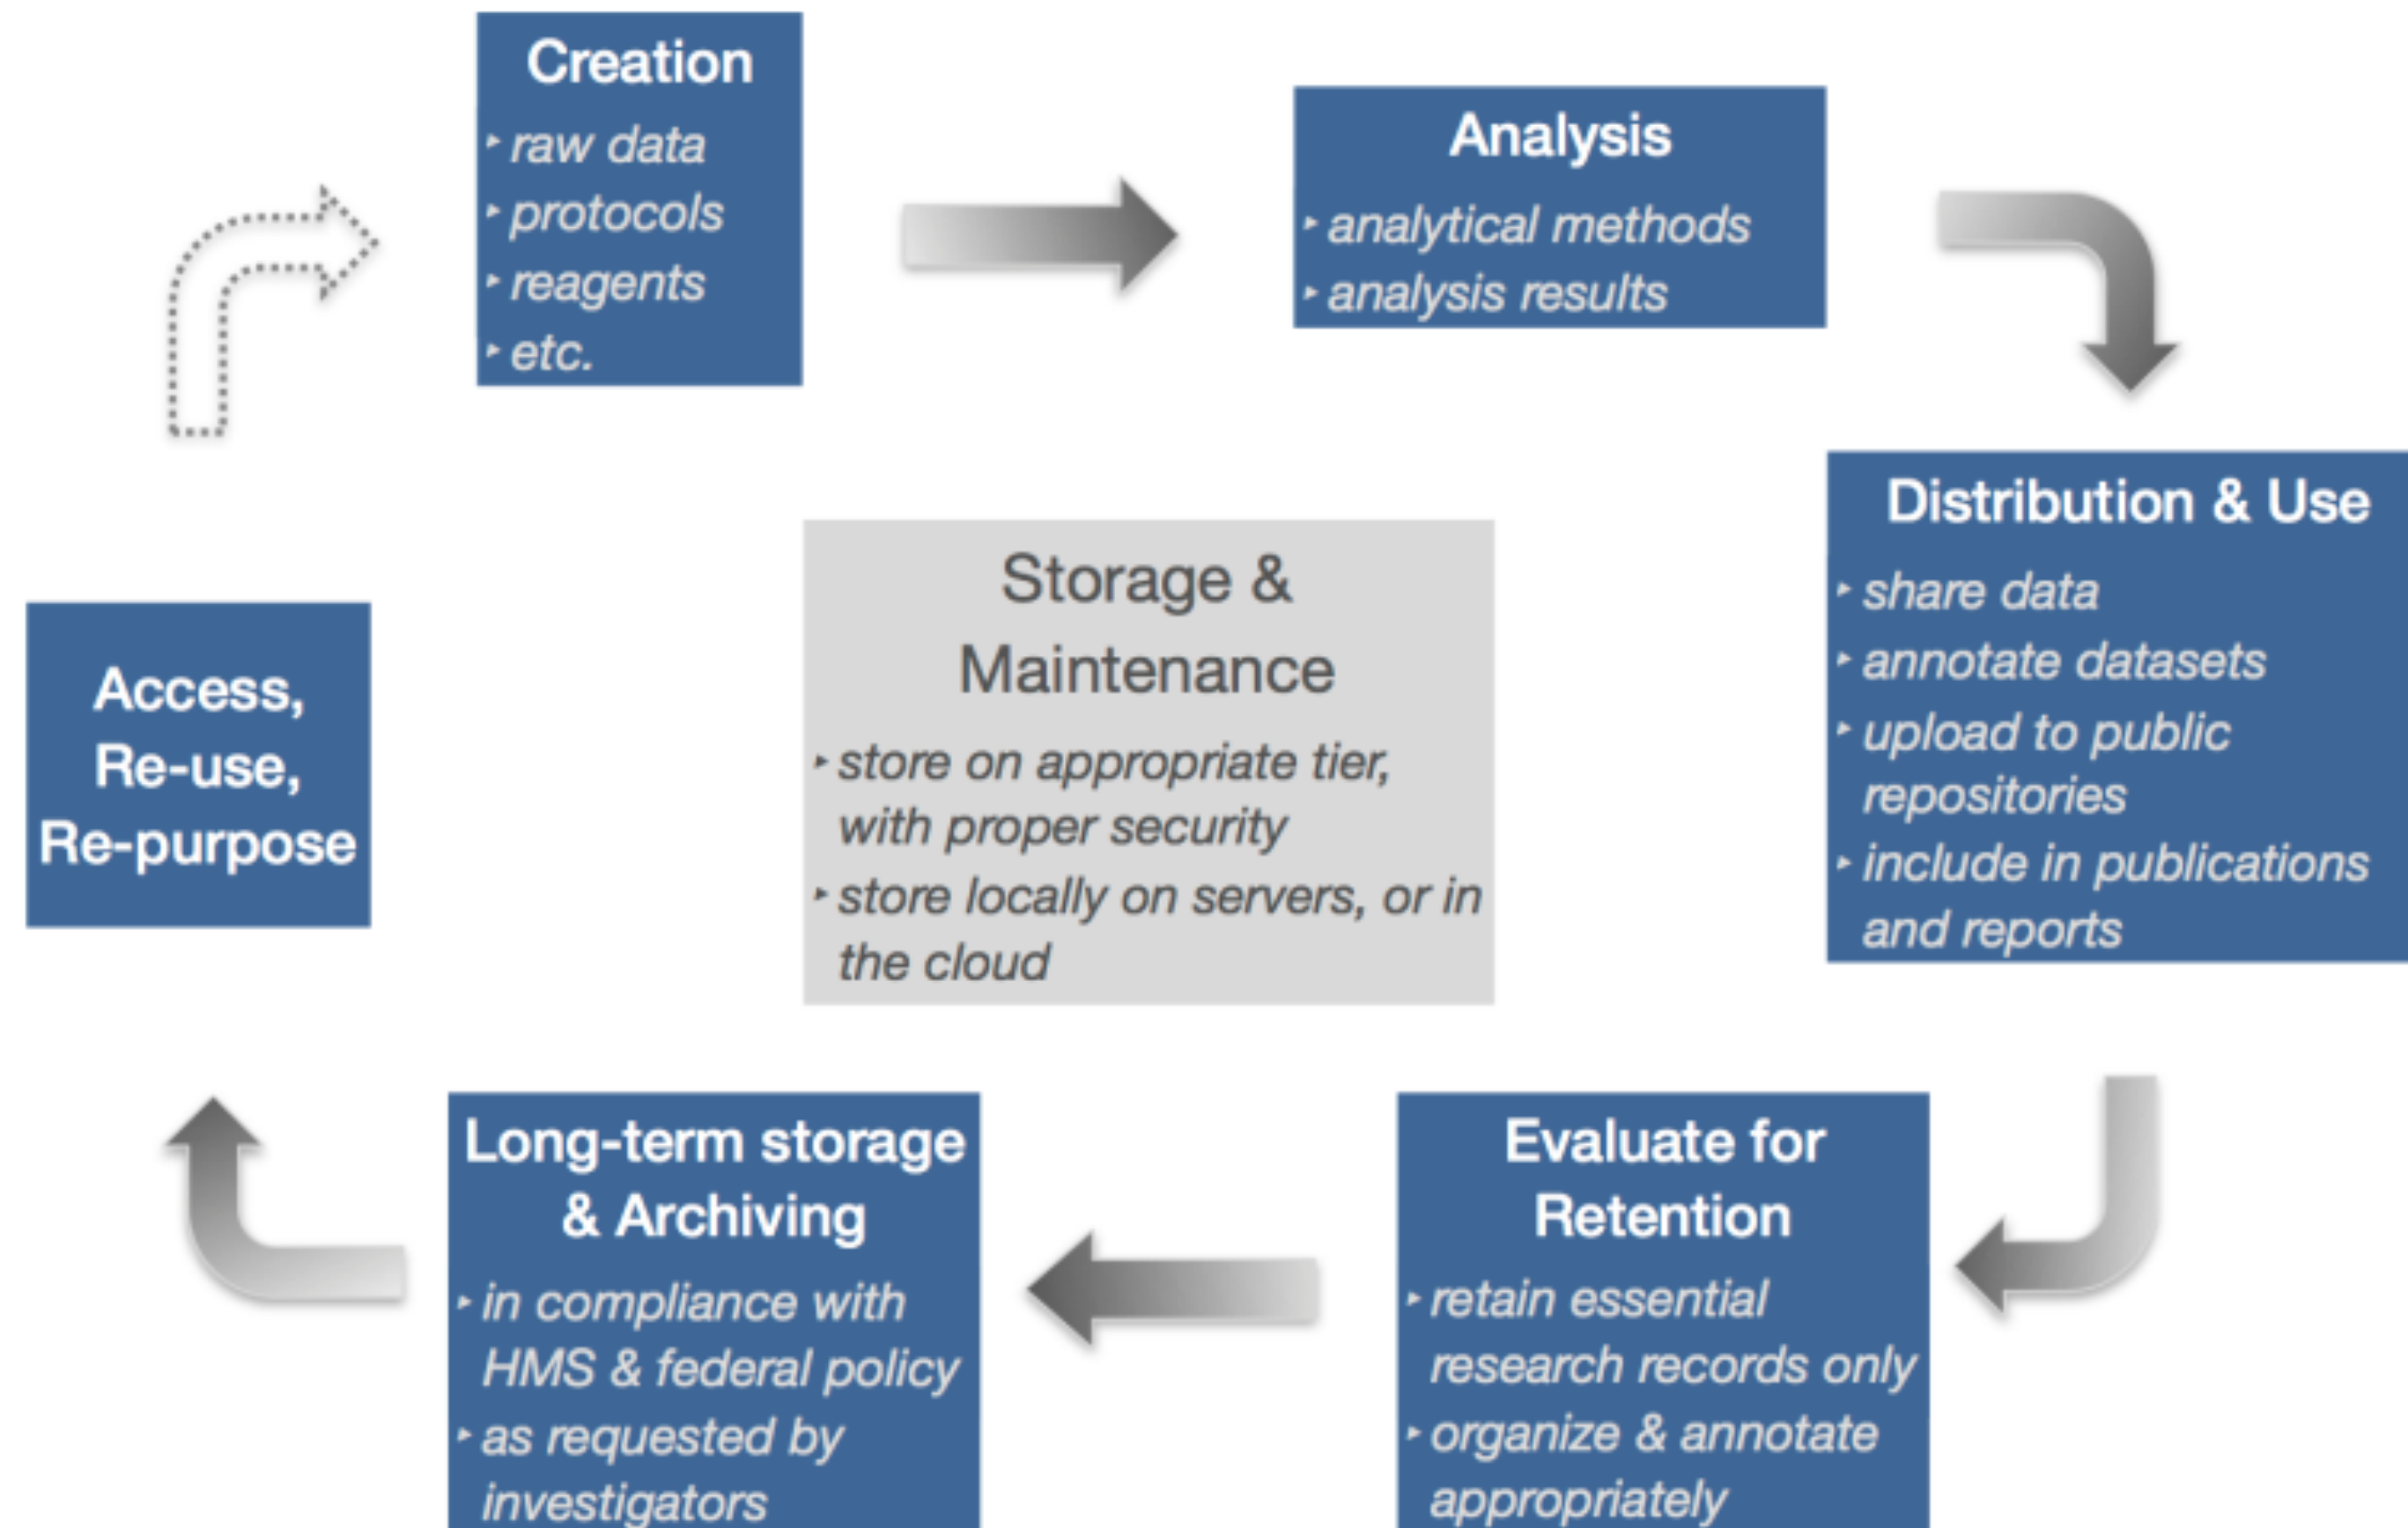 Creation
‣ raw data
‣ protocols
‣ reagents
‣ etc.
Analysis
‣ analytical methods
‣ analysis results
Distribution & Use
‣ share data
‣ annotate datasets
‣ upload to public
repositories
‣ include in publications
and reports
Storage &
Maintenance
‣ store on appropriate tier,
with proper security
‣ store locally on servers, or in
the cloud
Access,
Re-use,
Re-purpose
Long-term storage
& Archiving
‣ in compliance with
HMS & federal policy
‣ as requested by
investigators
Evaluate for
Retention
‣ retain essential
research records only
‣ organize & annotate
appropriately